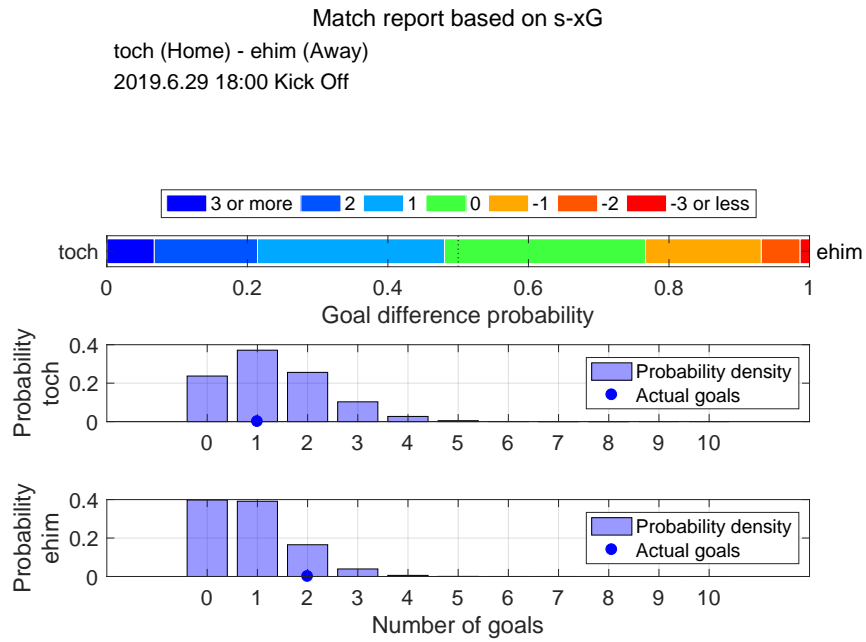 Match report based on s-xG
toch (Home) - ehim (Away)
2019.6.29 18:00 Kick Off
3 or more 2 1 0 -1 -2 -3 or less
toch ehim
0 0.2 0.4 0.6 0.8 1
Goal difference probability
Probability
toch
0.4
0.2
0
Probability density
Actual goals
0 1 2 3 4 5 6 7 8 9 10
Probability
ehim
0.4
0.2
0
Probability density
Actual goals
0 1 2 3 4 5 6 7 8 9 10
Number of goals